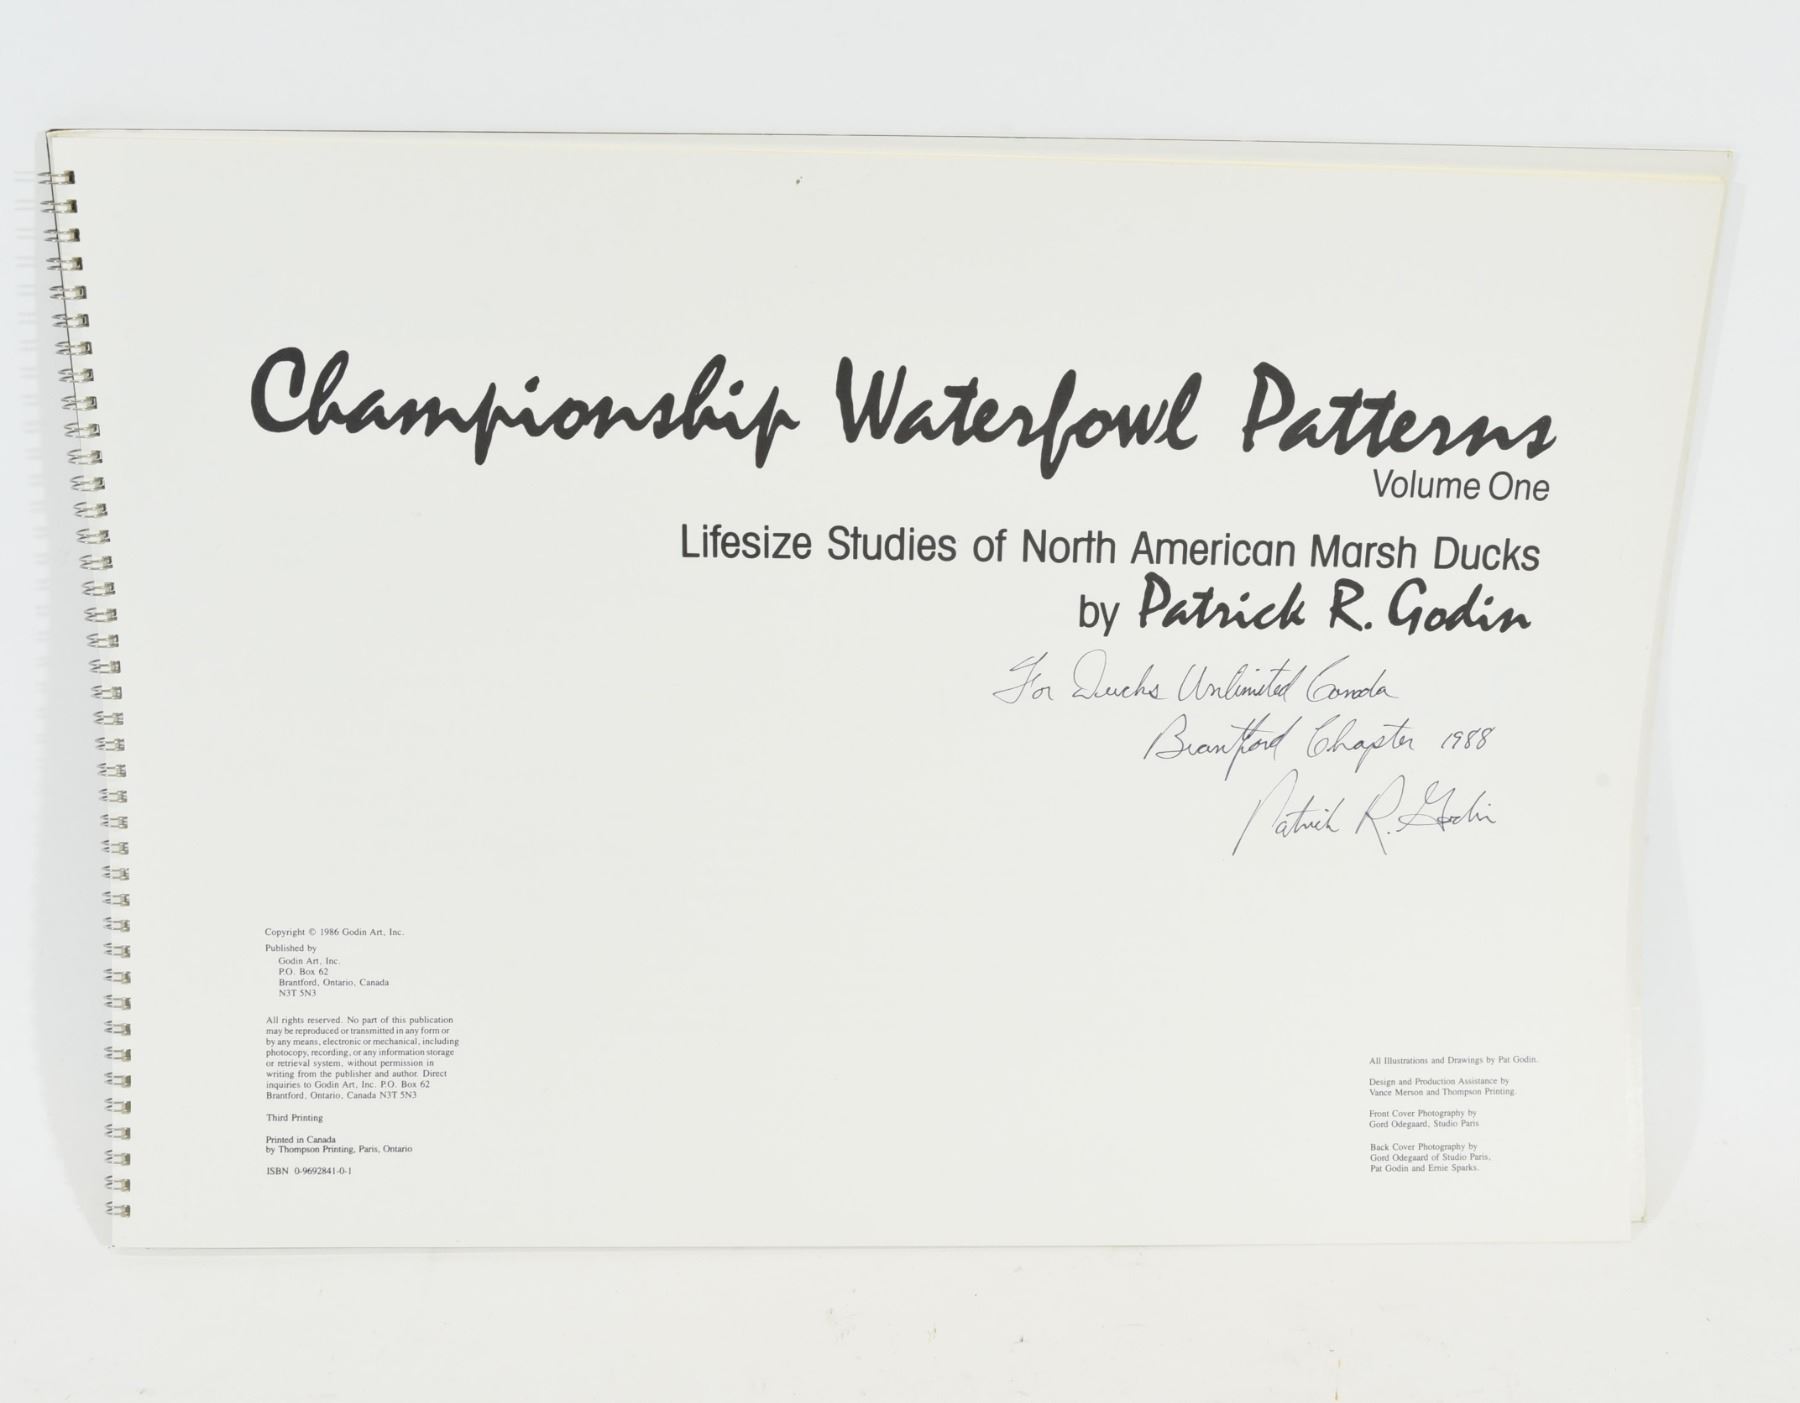 Championship Waterfowl Patterns
Volume One
Lifesize Studies of North American Marsh Ducks
by Patrick R. Godin
For Ducks Unlimited Canada
Brantford Chapter 1988
Patrick R. Godin
Copyright © 1986 Godin Art, Inc.
Published by
Godin Art, Inc.
P.O. Box 62
Brantford, Ontario, Canada
N3T 5N3
All rights reserved. No part of this publication
may be reproduced or transmitted in any form or
by any means, electronic or mechanical, including
photocopy, recording, or any information storage
or retrieval system, without permission in
writing from the publisher and author. Direct
inquiries to Godin Art, Inc. P.O. Box 62
Brantford, Ontario, Canada N3T 5N3
Third Printing
Printed in Canada
by Thompson Printing, Paris, Ontario
ISBN 0-9692841-0-1
All Illustrations and Drawings by Pat Godin.
Design and Production Assistance by
Vance Merson and Thompson Printing.
Front Cover Photography by
Gord Odegaard, Studio Paris
Back Cover Photography by
Gord Odegaard of Studio Paris,
Pat Godin and Ernie Sparks.